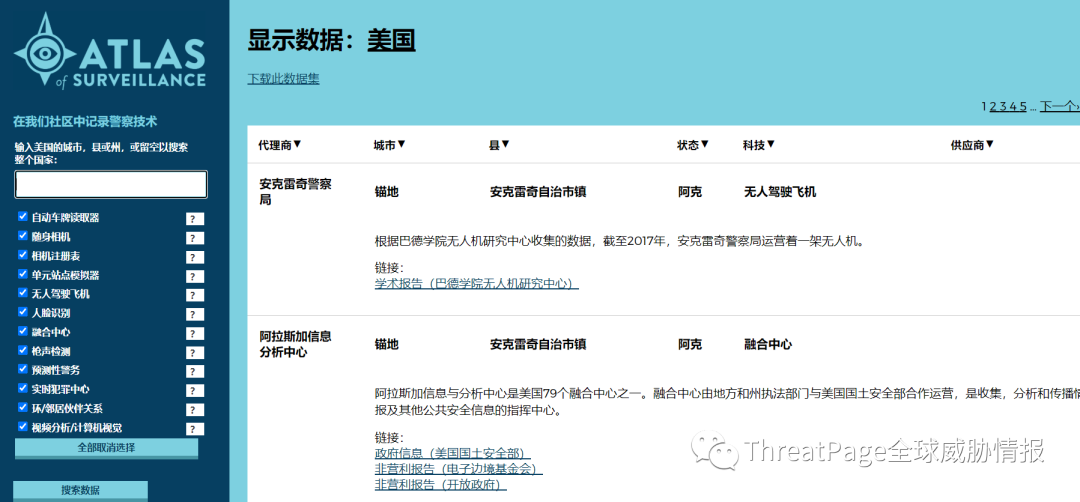 ATLAS
of SURVEILLANCE
在我们社区中记录警察技术
输入美国的城市，县或州，或留空以搜索
整个国家：
自动车牌读取器 ?
随身相机 ?
相机注册表 ?
单元站点模拟器 ?
无人驾驶飞机 ?
人脸识别 ?
融合中心 ?
枪声检测 ?
预测性警务 ?
实时犯罪中心 ?
环/邻居伙伴关系 ?
视频分析/计算机视觉 ?
全部取消选择
搜索数据
显示数据：美国
下载此数据集
1 2 3 4 5 ... 下一个›
代理商▼ 城市▼ 县▼ 状态▼ 科技▼ 供应商▼
安克雷奇警察
局
锚地 安克雷奇自治市镇 阿克 无人驾驶飞机
根据巴德学院无人机研究中心收集的数据，截至2017年，安克雷奇警察局运营着一架无人机。
链接：
学术报告（巴德学院无人机研究中心）
阿拉斯加信息
分析中心
锚地 安克雷奇自治市镇 阿克 融合中心
阿拉斯加信息与分析中心是美国79个融合中心之一。融合中心由地方和州执法部门与美国国土安全部合作运营，是收集，分析和传播情
报及其他公共安全信息的指挥中心。
链接：
政府信息（美国国土安全部）
非营利报告（电子边境基金会）
非营利报告（开放政府）
ThreatPage全球威胁情报